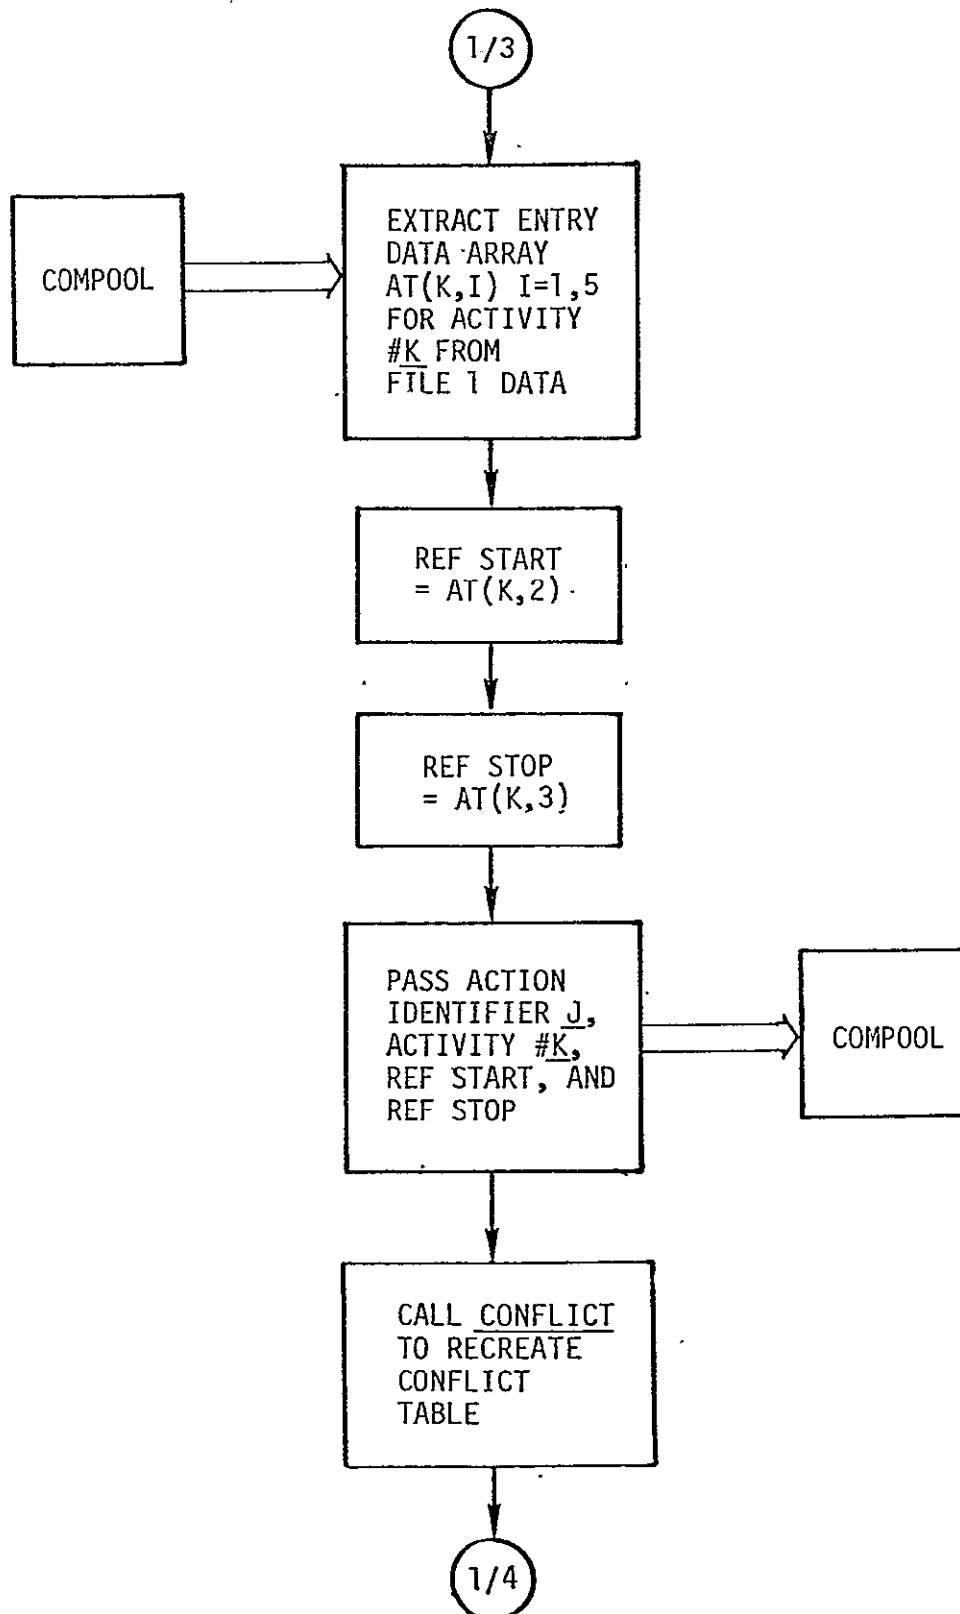 1/3
COMPOOL
EXTRACT ENTRY
DATA ARRAY
AT(K,I) I=1,5
FOR ACTIVITY
#K FROM
FILE 1 DATA
REF START
= AT(K,2)
REF STOP
= AT(K,3)
PASS ACTION
IDENTIFIER J,
ACTIVITY #K,
REF START, AND
REF STOP
COMPOOL
CALL CONFLICT
TO RECREATE
CONFLICT
TABLE
1/4